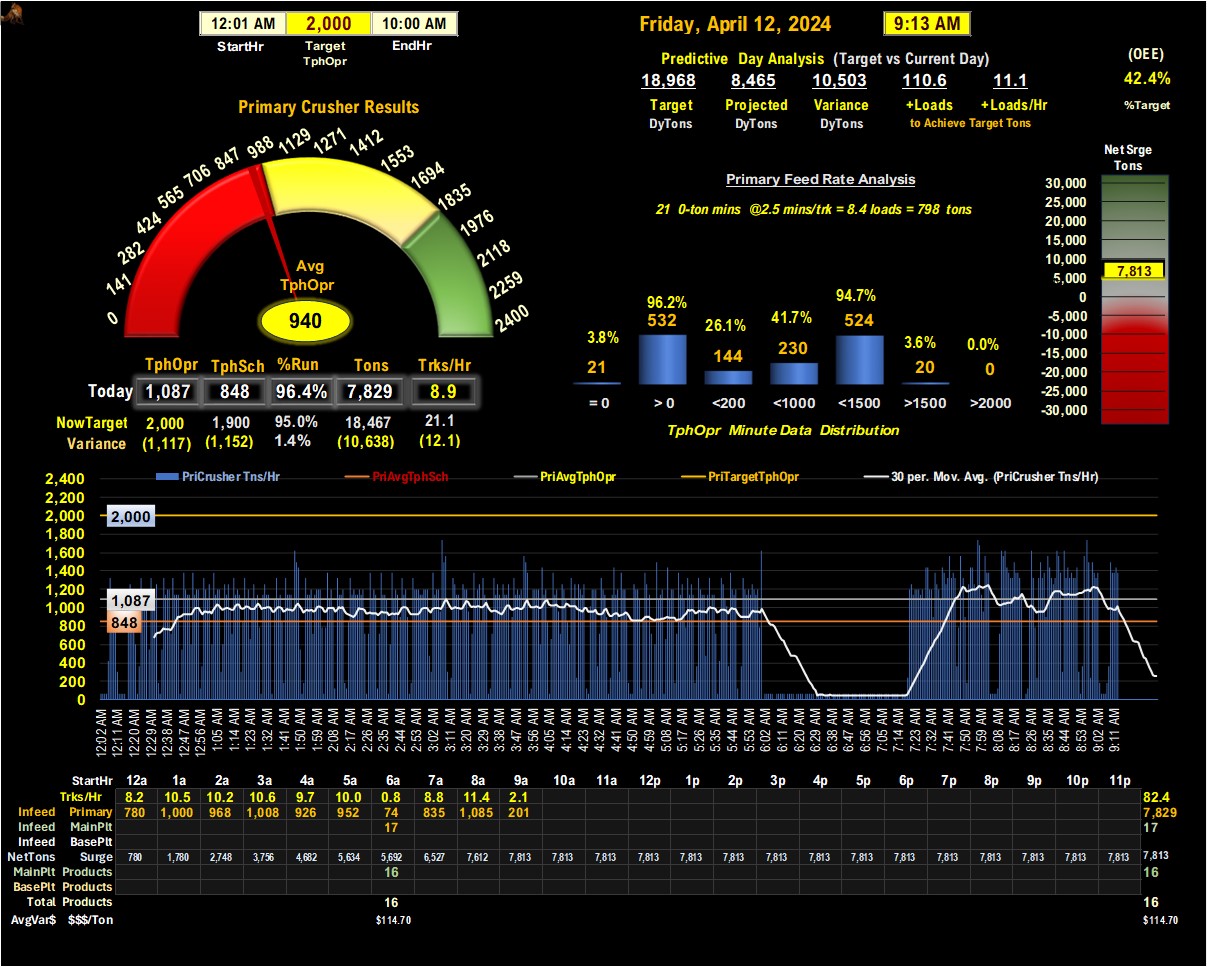 12:01 AM 2,000 10:00 AM
StartHr Target EndHr
TphOpr
Friday, April 12, 2024 9:13 AM
Predictive Day Analysis (Target vs Current Day)
18,968 8,465 10,503 110.6 11.1
Target Projected Variance +Loads +Loads/Hr
DyTons DyTons DyTons to Achieve Target Tons
(OEE)
42.4%
%Target
Primary Crusher Results
0 141 282 424 565 706 847 988 1129 1271 1412 1553 1694 1835 1976 2118 2259 2400
Avg
TphOpr
940
TphOpr TphSch %Run Tons Trks/Hr
Today 1,087 848 96.4% 7,829 8.9
NowTarget 2,000 1,900 95.0% 18,467 21.1
Variance (1,117) (1,152) 1.4% (10,638) (12.1)
Primary Feed Rate Analysis
21 0-ton mins @2.5 mins/trk = 8.4 loads = 798 tons
3.8% 96.2% 26.1% 41.7% 94.7% 3.6% 0.0%
21 532 144 230 524 20 0
= 0 > 0 <200 <1000 <1500 >1500 >2000
TphOpr Minute Data Distribution
Net Srge
Tons
30,000
25,000
20,000
15,000
10,000
7,813
5,000
0
-5,000
-10,000
-15,000
-20,000
-25,000
-30,000
PriCrusher Tns/Hr PriAvgTphSch PriAvgTphOpr PriTargetTphOpr 30 per. Mov. Avg. (PriCrusher Tns/Hr)
2,400
2,200
2,000
1,800
1,600
1,400
1,200
1,000
800
600
400
200
0
2,000
1,087
848
12:02 AM 12:11 AM 12:20 AM 12:29 AM 12:38 AM 12:47 AM 12:56 AM 1:05 AM 1:14 AM 1:23 AM 1:32 AM 1:41 AM 1:50 AM 1:59 AM 2:08 AM 2:17 AM 2:26 AM 2:35 AM 2:44 AM 2:53 AM 3:02 AM 3:11 AM 3:20 AM 3:29 AM 3:38 AM 3:47 AM 3:56 AM 4:05 AM 4:14 AM 4:23 AM 4:32 AM 4:41 AM 4:50 AM 4:59 AM 5:08 AM 5:17 AM 5:26 AM 5:35 AM 5:44 AM 5:53 AM 6:02 AM 6:11 AM 6:20 AM 6:29 AM 6:38 AM 6:47 AM 6:56 AM 7:05 AM 7:14 AM 7:23 AM 7:32 AM 7:41 AM 7:50 AM 7:59 AM 8:08 AM 8:17 AM 8:26 AM 8:35 AM 8:44 AM 8:53 AM 9:02 AM 9:11 AM
StartHr 12a 1a 2a 3a 4a 5a 6a 7a 8a 9a 10a 11a 12p 1p 2p 3p 4p 5p 6p 7p 8p 9p 10p 11p
Trks/Hr 8.2 10.5 10.2 10.6 9.7 10.0 0.8 8.8 11.4 2.1 82.4
Infeed Primary 780 1,000 968 1,008 926 952 74 835 1,085 201 7,829
Infeed MainPlt 17 17
Infeed BasePlt
NetTons Surge 780 1,780 2,748 3,756 4,682 5,634 5,692 6,527 7,612 7,813 7,813 7,813 7,813 7,813 7,813 7,813 7,813 7,813 7,813 7,813 7,813 7,813 7,813 7,813 7,813
MainPlt Products 16 16
BasePlt Products
Total Products 16 16
AvgVar$ $$$/Ton $114.70 $114.70